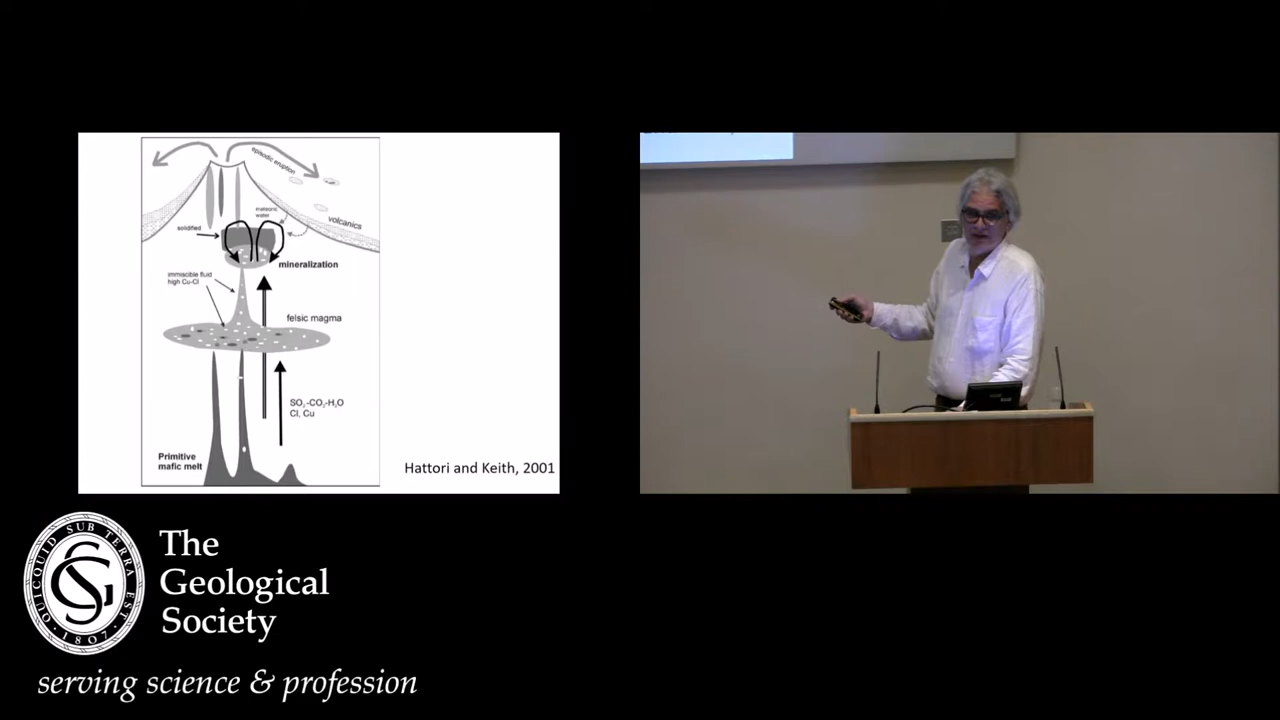 episodic eruption
meteoric
water
volcanics
solidified
mineralization
immiscible fluid
high Cu-Cl
felsic magma
SO₂-CO₂-H₂O
Cl, Cu
Primitive
mafic melt
Hattori and Keith, 2001
QUICQUID SUB TERRA EST
1807
The
Geological
Society
serving science & profession